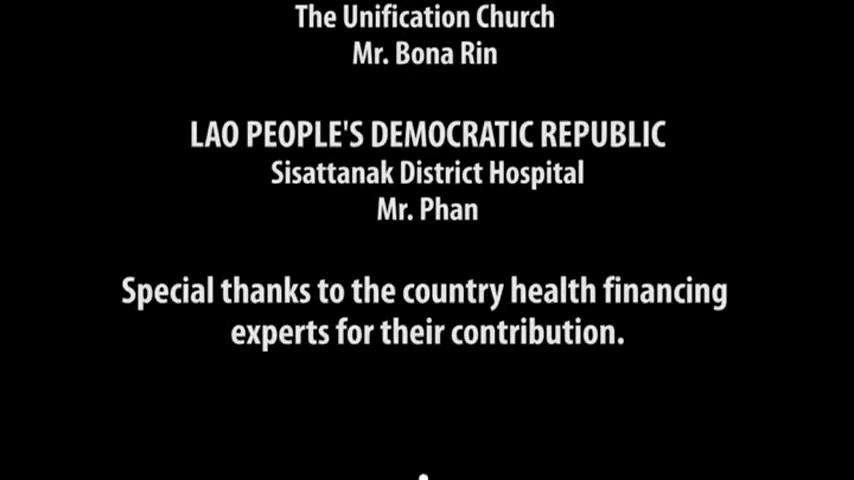 The Unification Church
Mr. Bona Rin
LAO PEOPLE'S DEMOCRATIC REPUBLIC
Sisattanak District Hospital
Mr. Phan
Special thanks to the country health financing
experts for their contribution.